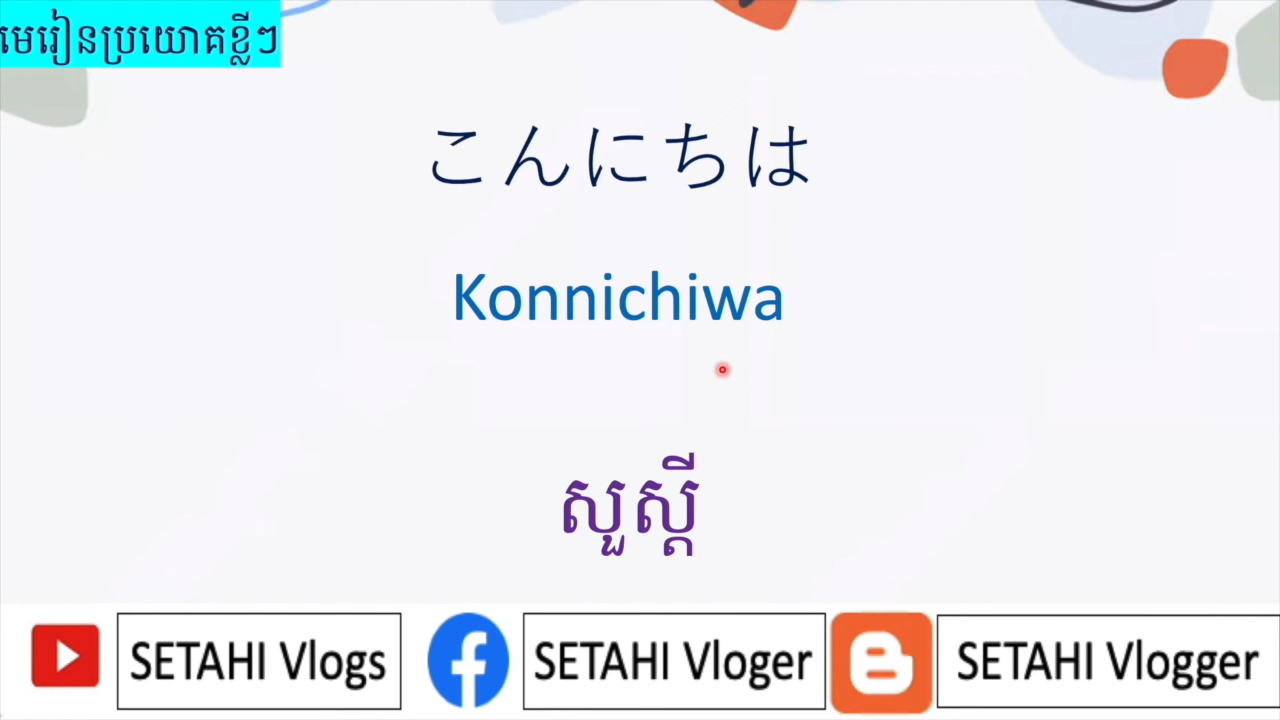 មេរៀនប្រយោគខ្លីៗ
こんにちは
Konnichiwa
សួស្តី
SETAHI Vlogs
SETAHI Vloger
SETAHI Vlogger